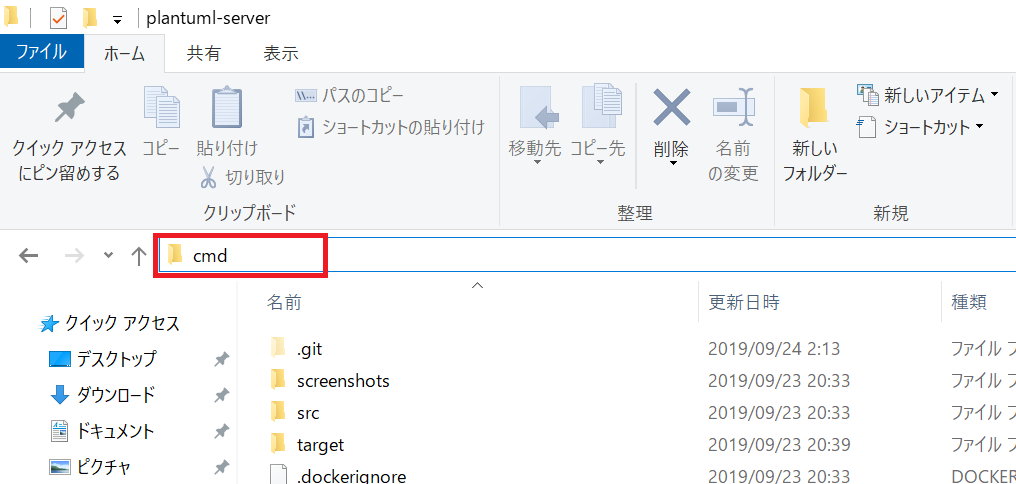 plantuml-server
ファイル ホーム 共有 表示
クイック アクセス
にピン留めする
コピー
貼り付け
切り取り
パスのコピー
ショートカットの貼り付け
クリップボード
移動先
コピー先
削除
名前
の変更
整理
新しい
フォルダー
新しいアイテム
ショートカット
新規
cmd
名前 更新日時 種類
クイック アクセス
デスクトップ
ダウンロード
ドキュメント
ピクチャ
.git 2019/09/24 2:13 ファイル フ
screenshots 2019/09/23 20:33 ファイル フ
src 2019/09/23 20:33 ファイル フ
target 2019/09/23 20:39 ファイル フ
.dockerignore 2019/09/23 20:33 DOCKER